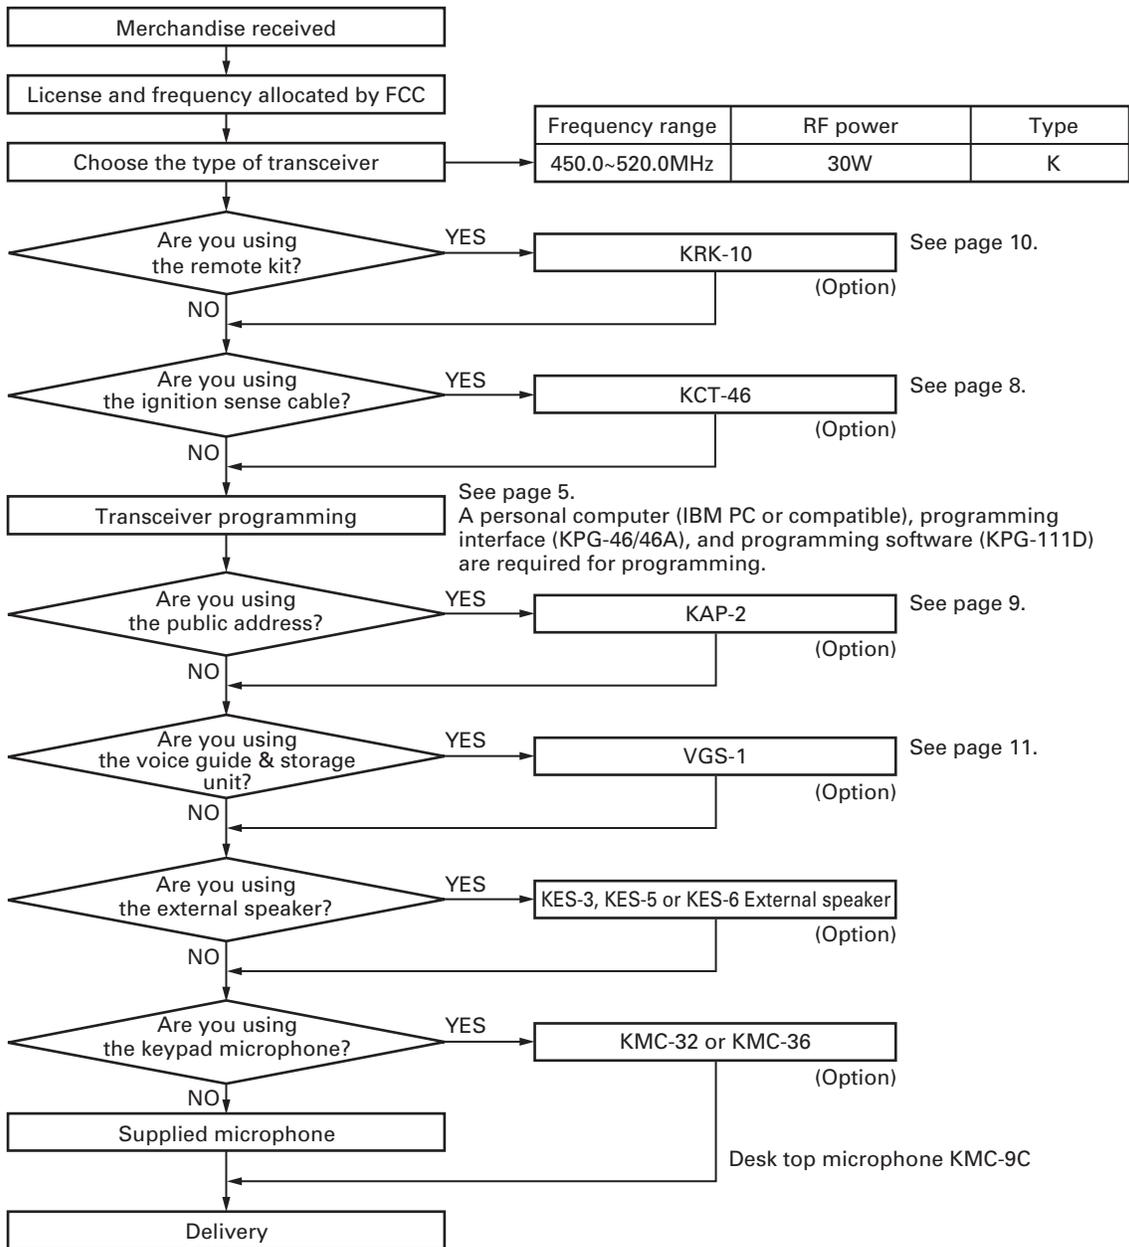 Merchandise received
License and frequency allocated by FCC
Choose the type of transceiver
Frequency range RF power Type
450.0~520.0MHz 30W K
Are you using
the remote kit?
YES
KRK-10
See page 10.
(Option)
NO
Are you using
the ignition sense cable?
YES
KCT-46
See page 8.
(Option)
NO
Transceiver programming
See page 5.
A personal computer (IBM PC or compatible), programming
interface (KPG-46/46A), and programming software (KPG-111D)
are required for programming.
Are you using
the public address?
YES
KAP-2
See page 9.
(Option)
NO
Are you using
the voice guide & storage
unit?
YES
VGS-1
See page 11.
(Option)
NO
Are you using
the external speaker?
YES
KES-3, KES-5 or KES-6 External speaker
(Option)
NO
Are you using
the keypad microphone?
YES
KMC-32 or KMC-36
(Option)
NO
Supplied microphone
Desk top microphone KMC-9C
Delivery